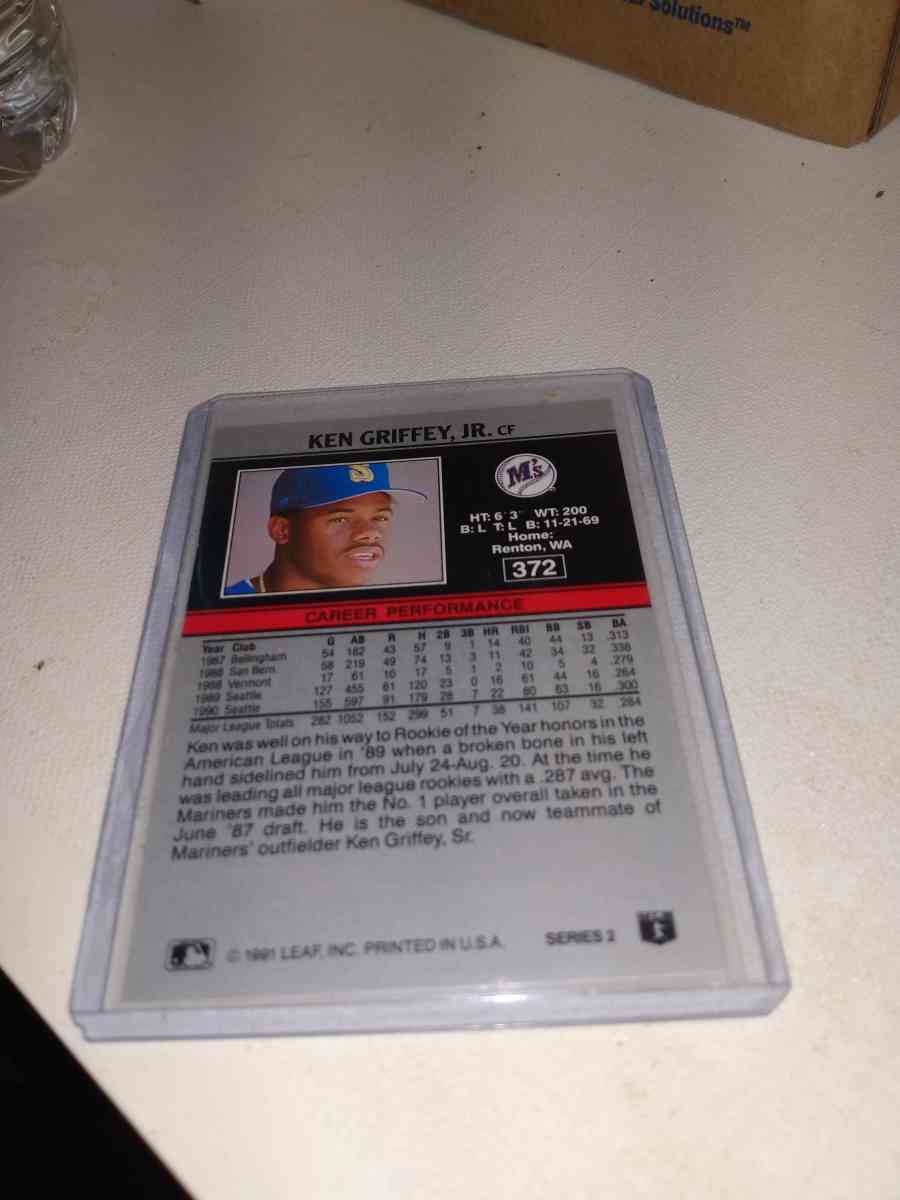 Solutions™
KEN GRIFFEY, JR. CF
S
M's
HT: 6'3" WT: 200
B: L T: L B: 11-21-69
Home:
Renton, WA
372
CAREER PERFORMANCE
Year Club G AB R H 2B 3B HR RBI BB SB BA
1987 Bellingham 54 182 43 57 9 1 14 40 44 13 .313
1988 San Bern. 58 219 49 74 13 3 11 42 34 32 .338
1988 Vermont 17 61 10 17 5 1 2 10 5 4 .279
1989 Seattle 127 455 61 120 23 0 16 61 44 16 .264
1990 Seattle 155 597 91 179 28 7 22 80 63 16 .300
Major League Totals 282 1052 152 299 51 7 38 141 107 32 .284
Ken was well on his way to Rookie of the Year honors in the
American League in '89 when a broken bone in his left
hand sidelined him from July 24-Aug. 20. At the time he
was leading all major league rookies with a .287 avg. The
Mariners made him the No. 1 player overall taken in the
June '87 draft. He is the son and now teammate of
Mariners' outfielder Ken Griffey, Sr.
© 1991 LEAF, INC. PRINTED IN U.S.A. SERIES 2